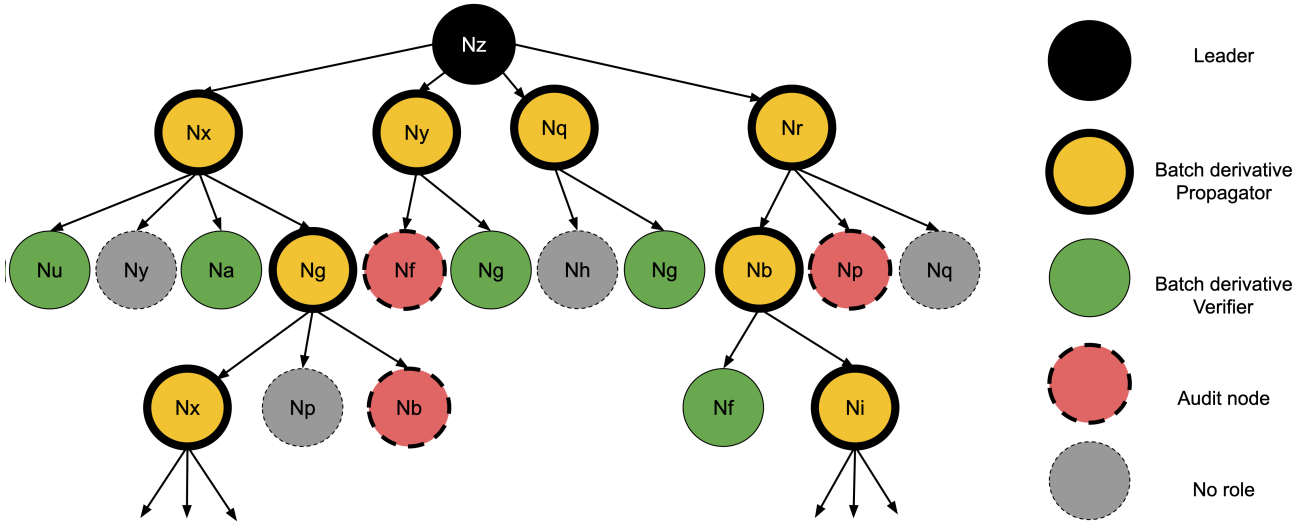 Nz
Leader
Nx
Ny
Nq
Nr
Batch derivative
Propagator
Nu
Ny
Na
Ng
Nf
Ng
Nh
Ng
Nb
Np
Nq
Batch derivative
Verifier
Nx
Np
Nb
Nf
Ni
Audit node
No role